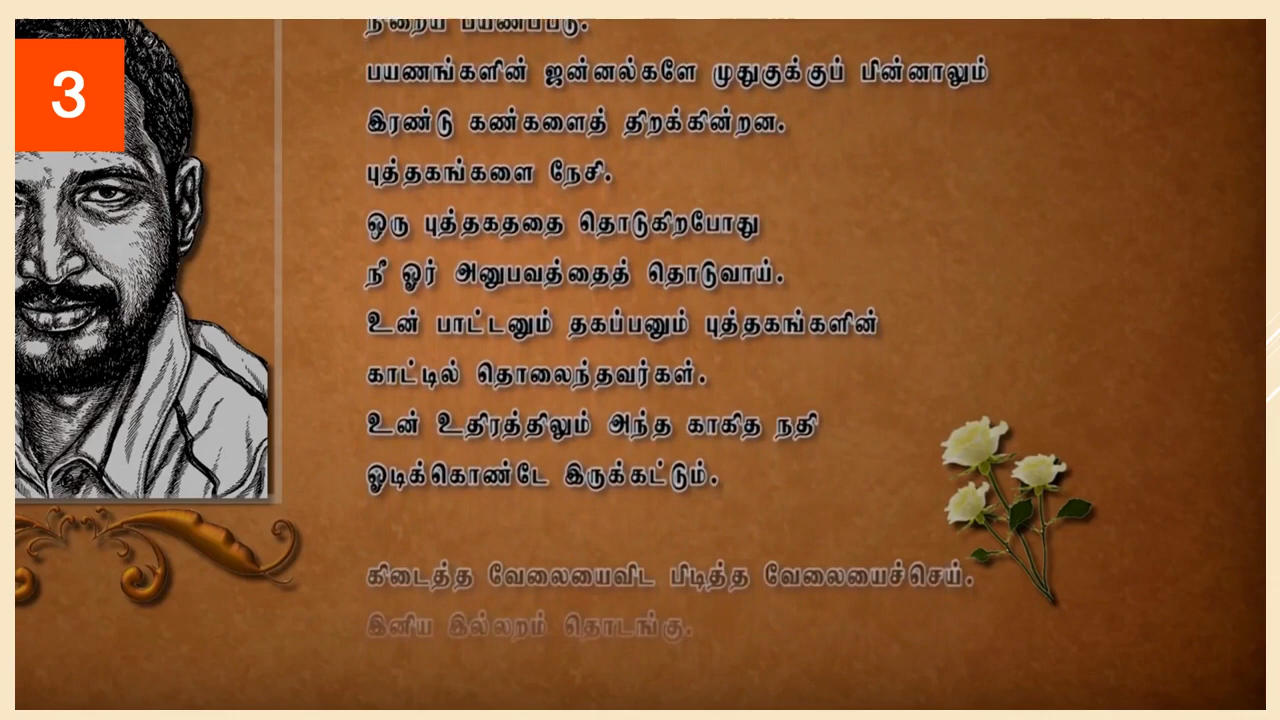 3
நிறைய பயணப்படு.
பயணங்களின் ஜன்னல்களே முதுகுக்குப் பின்னாலும்
இரண்டு கண்களைத் திறக்கின்றன.
புத்தகங்களை நேசி.
ஒரு புத்தகததை தொடுகிறபோது
நீ ஓர் அனுபவத்தைத் தொடுவாய்.
உன் பாட்டனும் தகப்பனும் புத்தகங்களின்
காட்டில் தொலைந்தவர்கள்.
உன் உதிரத்திலும் அந்த காகித நதி
ஓடிக்கொண்டே இருக்கட்டும்.
கிடைத்த வேலையைவிட பிடித்த வேலையைச்செய்.
இனிய இல்லறம் தொடங்கு.